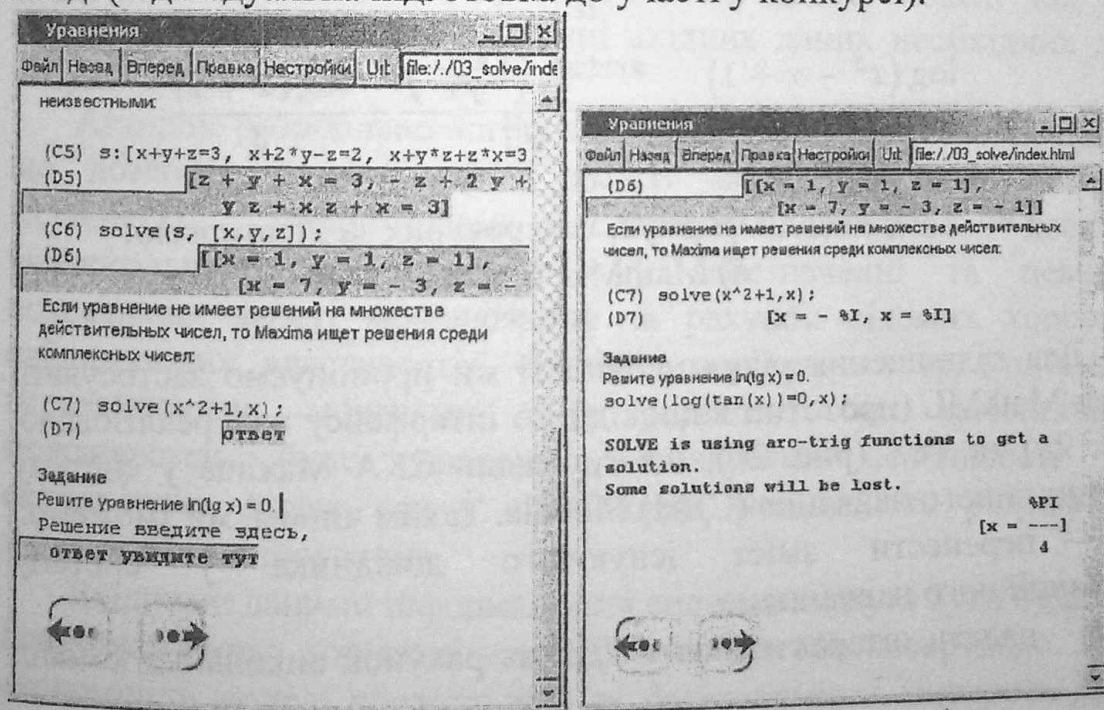 Уравнения
Файл Назад Вперед Правка Настройки Url: file:/./03_solve/inde
неизвестными:
(C5) s:[x+y+z=3, x+2*y-z=2, x+y*z+z*x=3
(D5) [z + y + x = 3, - z + 2 y +
y z + x z + x = 3]
(C6) solve(s, [x,y,z]);
(D6) [[x = 1, y = 1, z = 1],
[x = 7, y = - 3, z = -
Если уравнение не имеет решений на множестве
действительных чисел, то Maxima ищет решения среди
комплексных чисел:
(C7) solve(x^2+1,x);
(D7) ответ
Задание
Решите уравнение ln(tg x) = 0.
Решение введите здесь,
ответ увидите тут
Уравнения
Файл Назад Вперед Правка Настройки Url: file:/./03_solve/index.html
(D6) [[x = 1, y = 1, z = 1],
[x = 7, y = - 3, z = - 1]]
Если уравнение не имеет решений на множестве действительных
чисел, то Maxima ищет решения среди комплексных чисел:
(C7) solve(x^2+1,x);
(D7) [x = - %I, x = %I]
Задание
Решите уравнение ln(tg x) = 0.
solve(log(tan(x))=0,x);
SOLVE is using arc-trig functions to get a
solution.
Some solutions will be lost.
%PI
[x = ---]
4